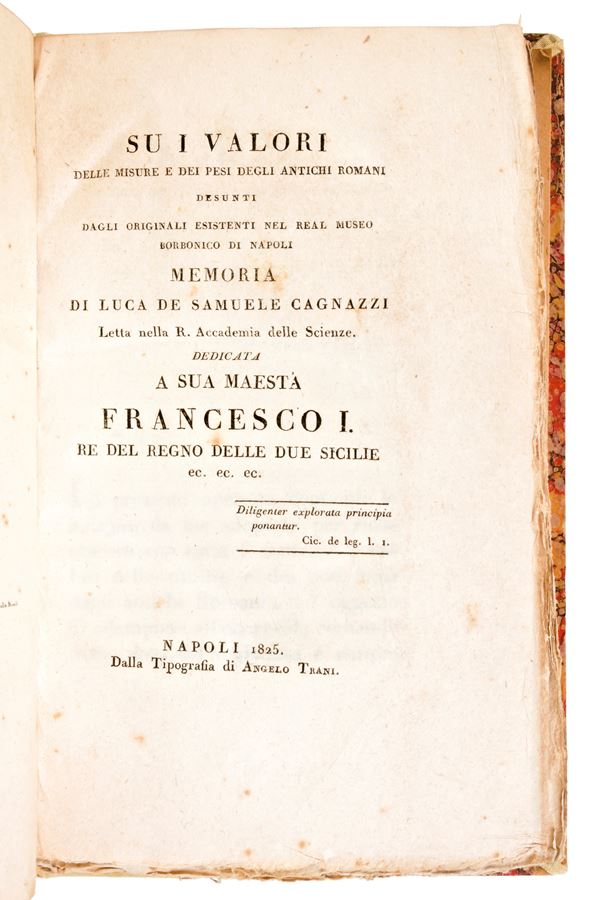 SU I VALORI
DELLE MISURE E DEI PESI DEGLI ANTICHI ROMANI
DESUNTI
DAGLI ORIGINALI ESISTENTI NEL REAL MUSEO
BORBONICO DI NAPOLI
MEMORIA
DI LUCA DE SAMUELE CAGNAZZI
Letta nella R. Accademia delle Scienze.
DEDICATA
A SUA MAESTÀ
FRANCESCO I.
RE DEL REGNO DELLE DUE SICILIE
ec. ec. ec.
Diligenter explorata principia
ponantur.
Cic. de leg. l. 1.
NAPOLI 1825.
Dalla Tipografia di ANGELO TRANI.